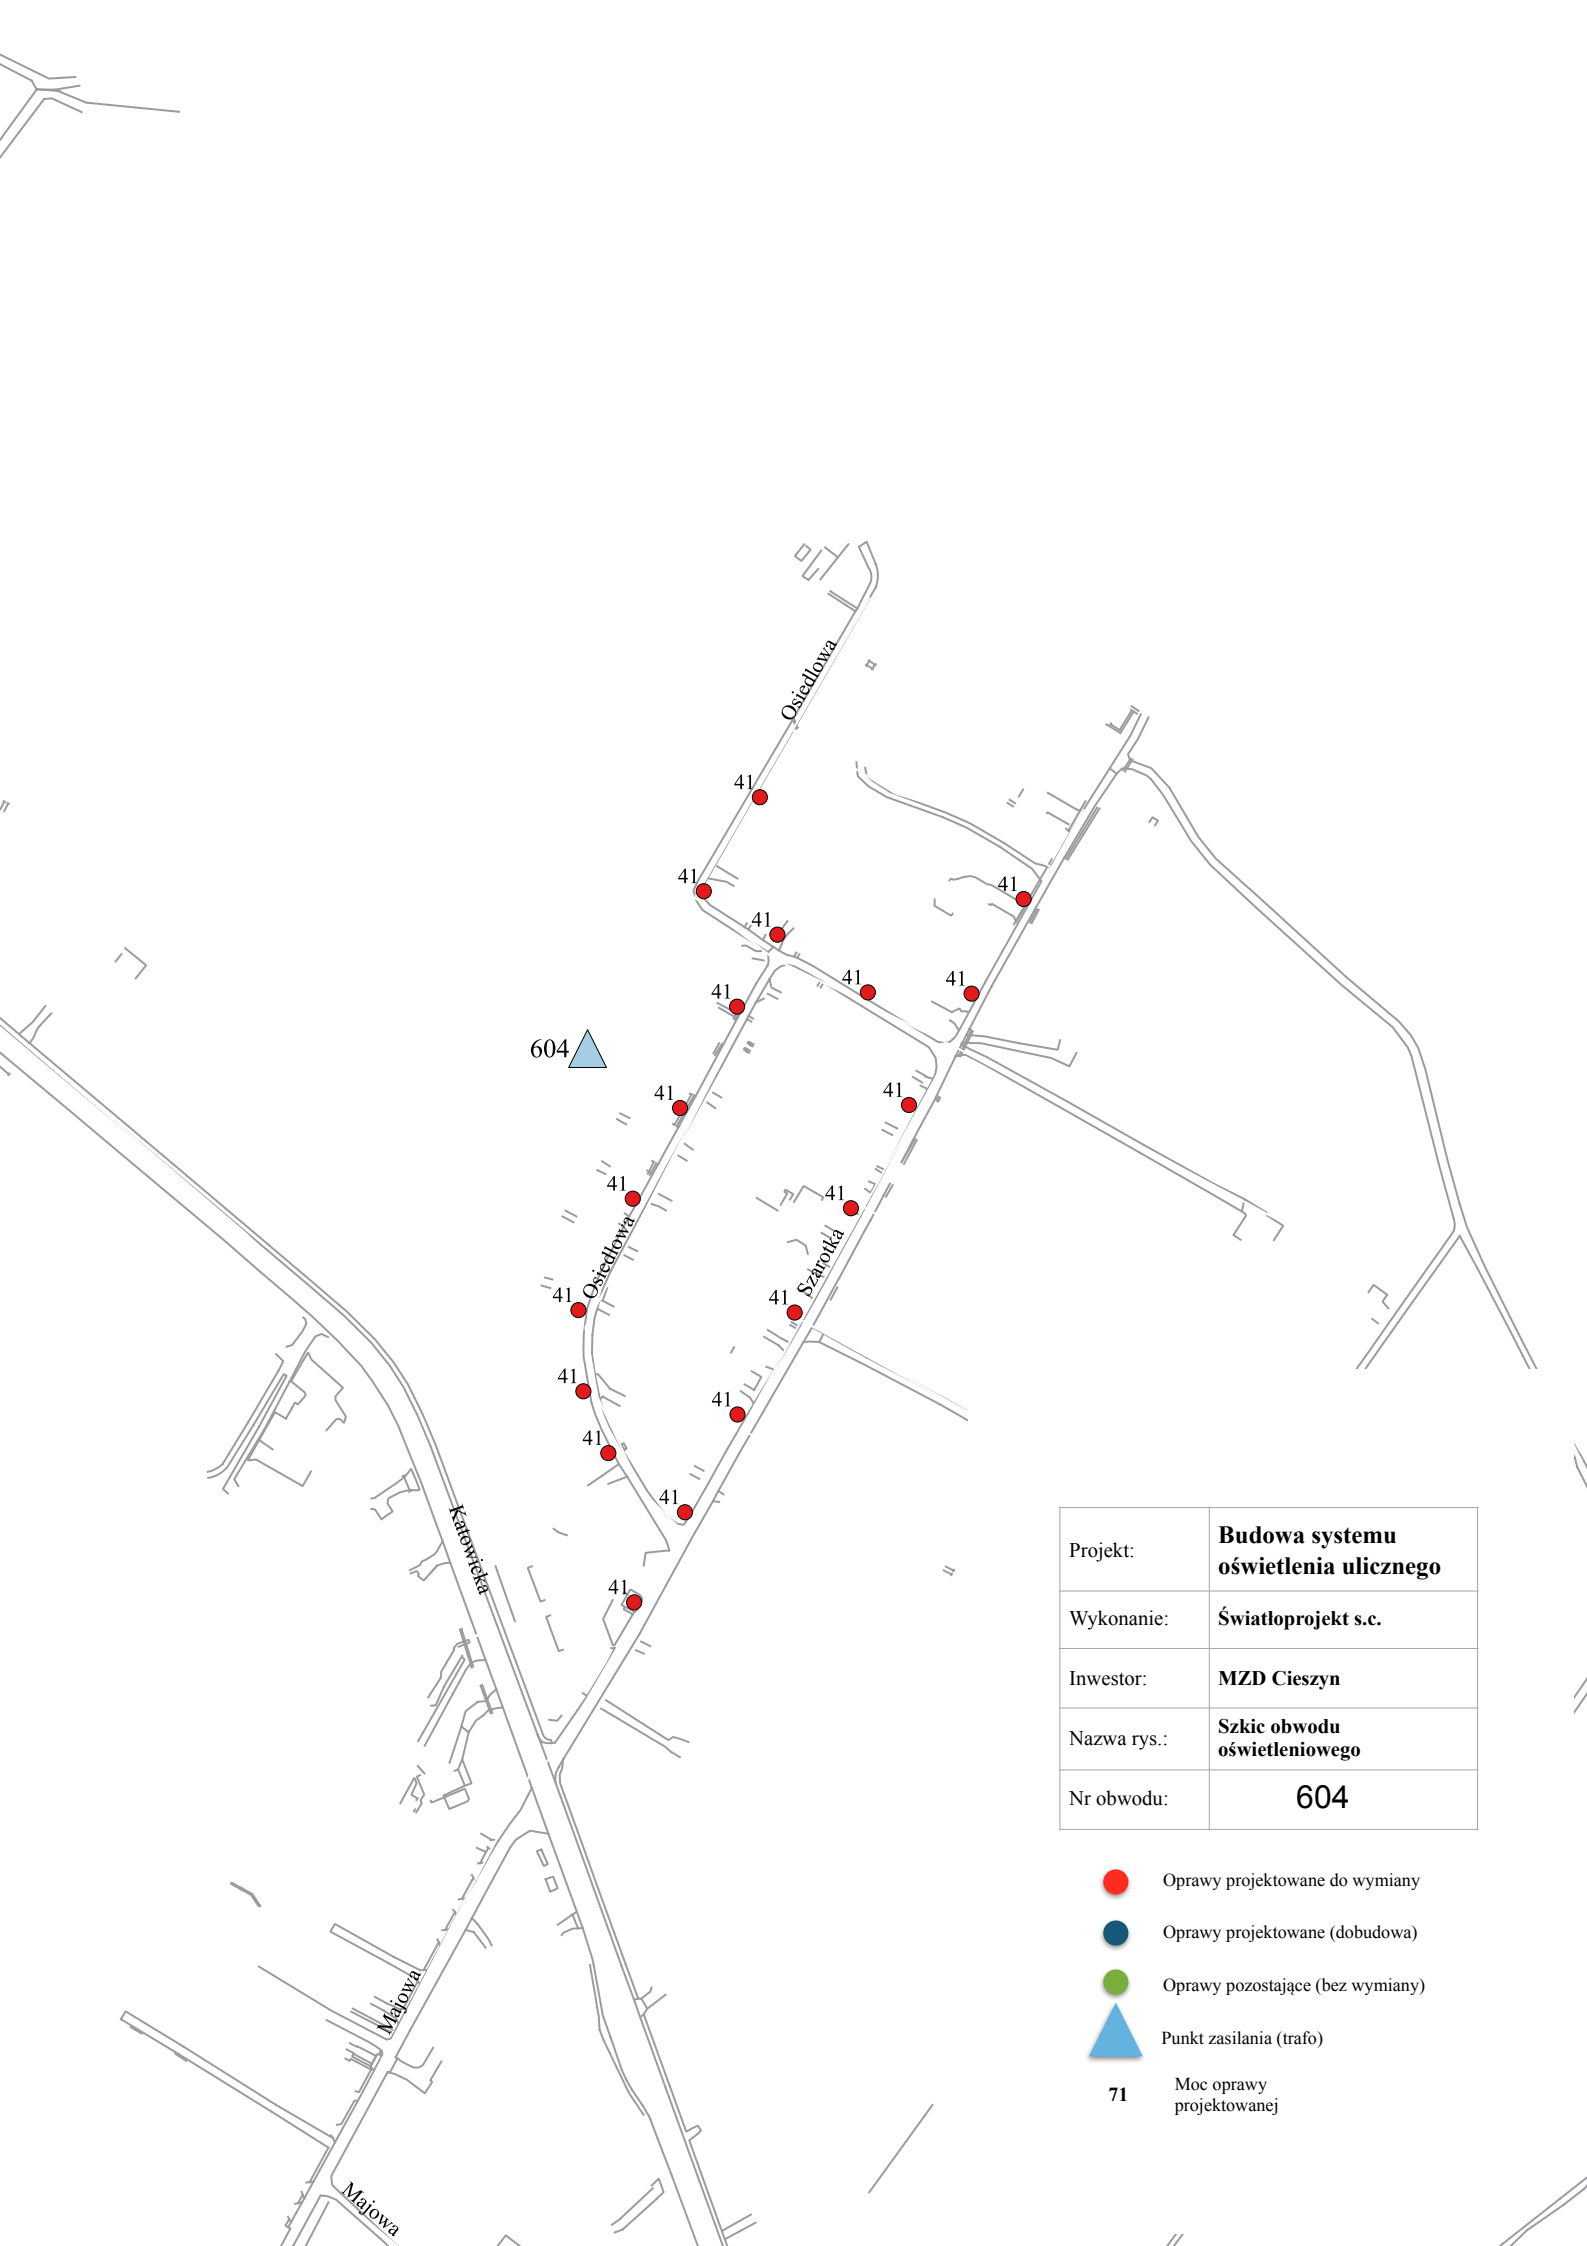 Osiedlowa
41
41
41
41
41
41
41
41
604
41
41
41
41
Osiedlowa
Szarotka
41
41
41
41
41
41
41
Katowicka
Majowa
Majowa
Projekt:
Budowa systemu
oświetlenia ulicznego
Wykonanie:
Światłoprojekt s.c.
Inwestor:
MZD Cieszyn
Nazwa rys.:
Szkic obwodu
oświetleniowego
Nr obwodu:
604
Oprawy projektowane do wymiany
Oprawy projektowane (dobudowa)
Oprawy pozostające (bez wymiany)
Punkt zasilania (trafo)
71
Moc oprawy
projektowanej